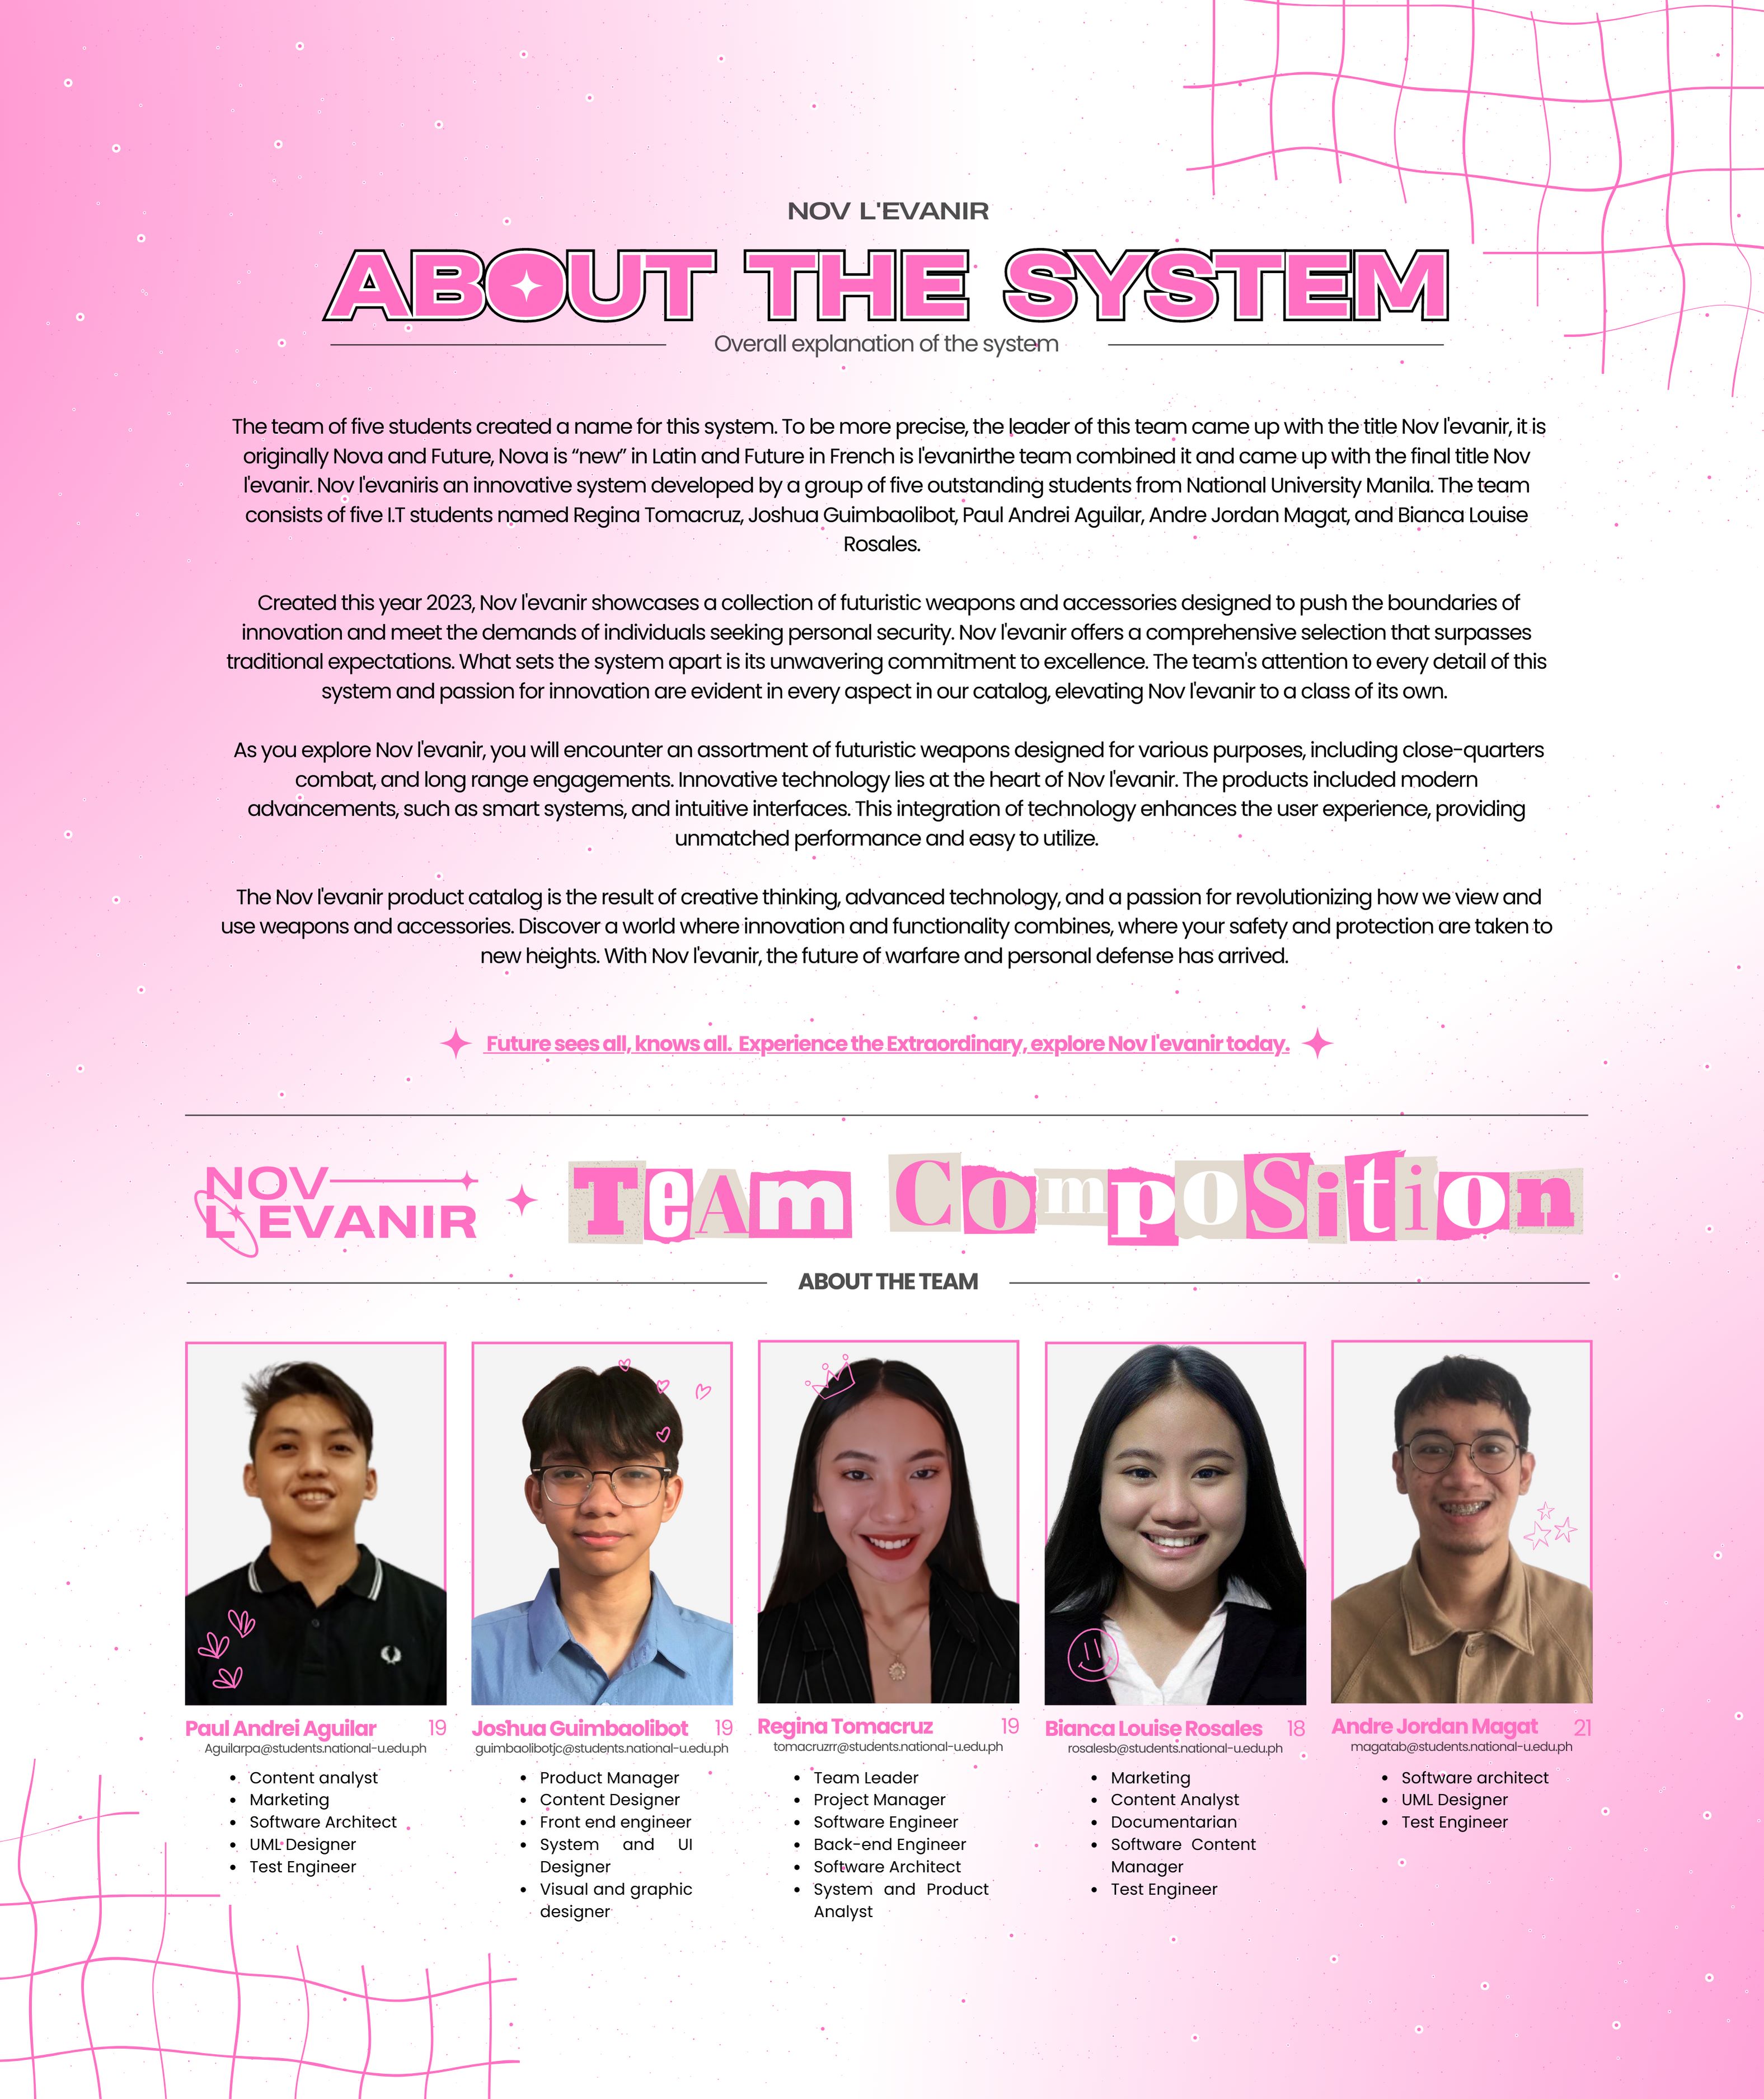 NOV L'EVANIR
ABOUT THE SYSTEM
Overall explanation of the system
The team of five students created a name for this system. To be more precise, the leader of this team came up with the title Nov l'evanir, it is
originally Nova and Future, Nova is “new” in Latin and Future in French is l'evanirthe team combined it and came up with the final title Nov
l'evanir. Nov l'evaniris an innovative system developed by a group of five outstanding students from National University Manila. The team
consists of five I.T students named Regina Tomacruz, Joshua Guimbaolibot, Paul Andrei Aguilar, Andre Jordan Magat, and Bianca Louise
Rosales.
Created this year 2023, Nov l'evanir showcases a collection of futuristic weapons and accessories designed to push the boundaries of
innovation and meet the demands of individuals seeking personal security. Nov l'evanir offers a comprehensive selection that surpasses
traditional expectations. What sets the system apart is its unwavering commitment to excellence. The team's attention to every detail of this
system and passion for innovation are evident in every aspect in our catalog, elevating Nov l'evanir to a class of its own.
As you explore Nov l'evanir, you will encounter an assortment of futuristic weapons designed for various purposes, including close-quarters
combat, and long range engagements. Innovative technology lies at the heart of Nov l'evanir. The products included modern
advancements, such as smart systems, and intuitive interfaces. This integration of technology enhances the user experience, providing
unmatched performance and easy to utilize.
The Nov l'evanir product catalog is the result of creative thinking, advanced technology, and a passion for revolutionizing how we view and
use weapons and accessories. Discover a world where innovation and functionality combines, where your safety and protection are taken to
new heights. With Nov l'evanir, the future of warfare and personal defense has arrived.
Future sees all, knows all. Experience the Extraordinary, explore Nov l'evanir today.
NOV
L'EVANIR
TeAm CompoSition
ABOUT THE TEAM
Paul Andrei Aguilar 19
Aguilarpa@students.national-u.edu.ph
• Content analyst
• Marketing
• Software Architect
• UML Designer
• Test Engineer
Joshua Guimbaolibot 19
guimbaolibotjc@students.national-u.edu.ph
• Product Manager
• Content Designer
• Front end engineer
• System and UI
Designer
• Visual and graphic
designer
Regina Tomacruz 19
tomacruzrr@students.national-u.edu.ph
• Team Leader
• Project Manager
• Software Engineer
• Back-end Engineer
• Software Architect
• System and Product
Analyst
Bianca Louise Rosales 18
rosalesb@students.national-u.edu.ph
• Marketing
• Content Analyst
• Documentarian
• Software Content
Manager
• Test Engineer
Andre Jordan Magat 21
magatab@students.national-u.edu.ph
• Software architect
• UML Designer
• Test Engineer